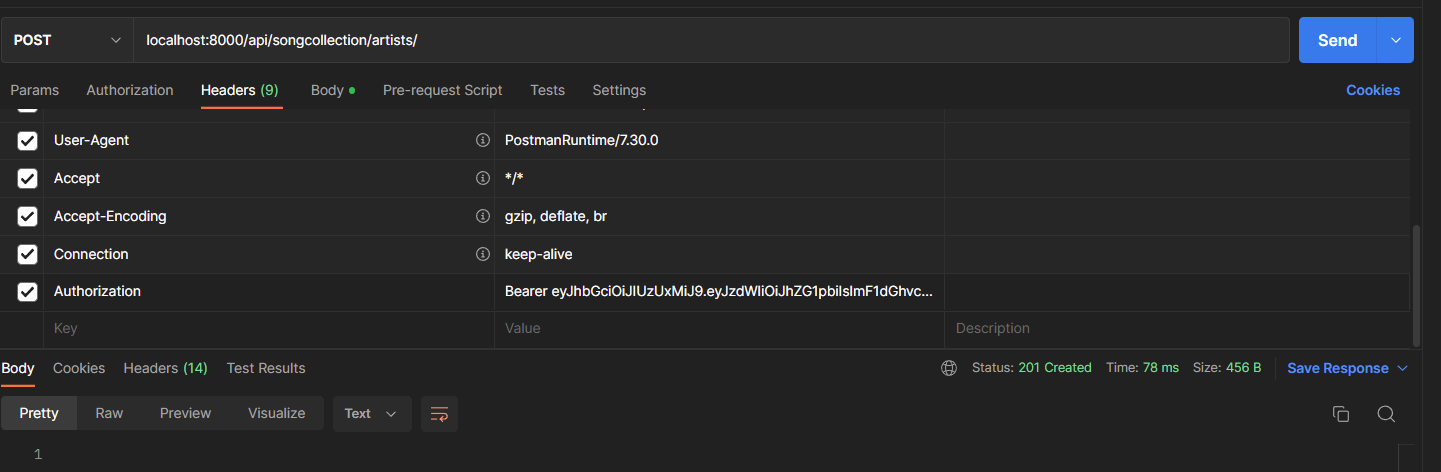 POST localhost:8000/api/songcollection/artists/ Send
Params Authorization Headers (9) Body Pre-request Script Tests Settings Cookies
User-Agent PostmanRuntime/7.30.0
Accept */*
Accept-Encoding gzip, deflate, br
Connection keep-alive
Authorization Bearer eyJhbGciOiJIUzUxMiJ9.eyJzdWIiOiJhZG1pbiIsImF1dGhvc...
Key Value Description
Body Cookies Headers (14) Test Results Status: 201 Created Time: 78 ms Size: 456 B Save Response
Pretty Raw Preview Visualize Text
1